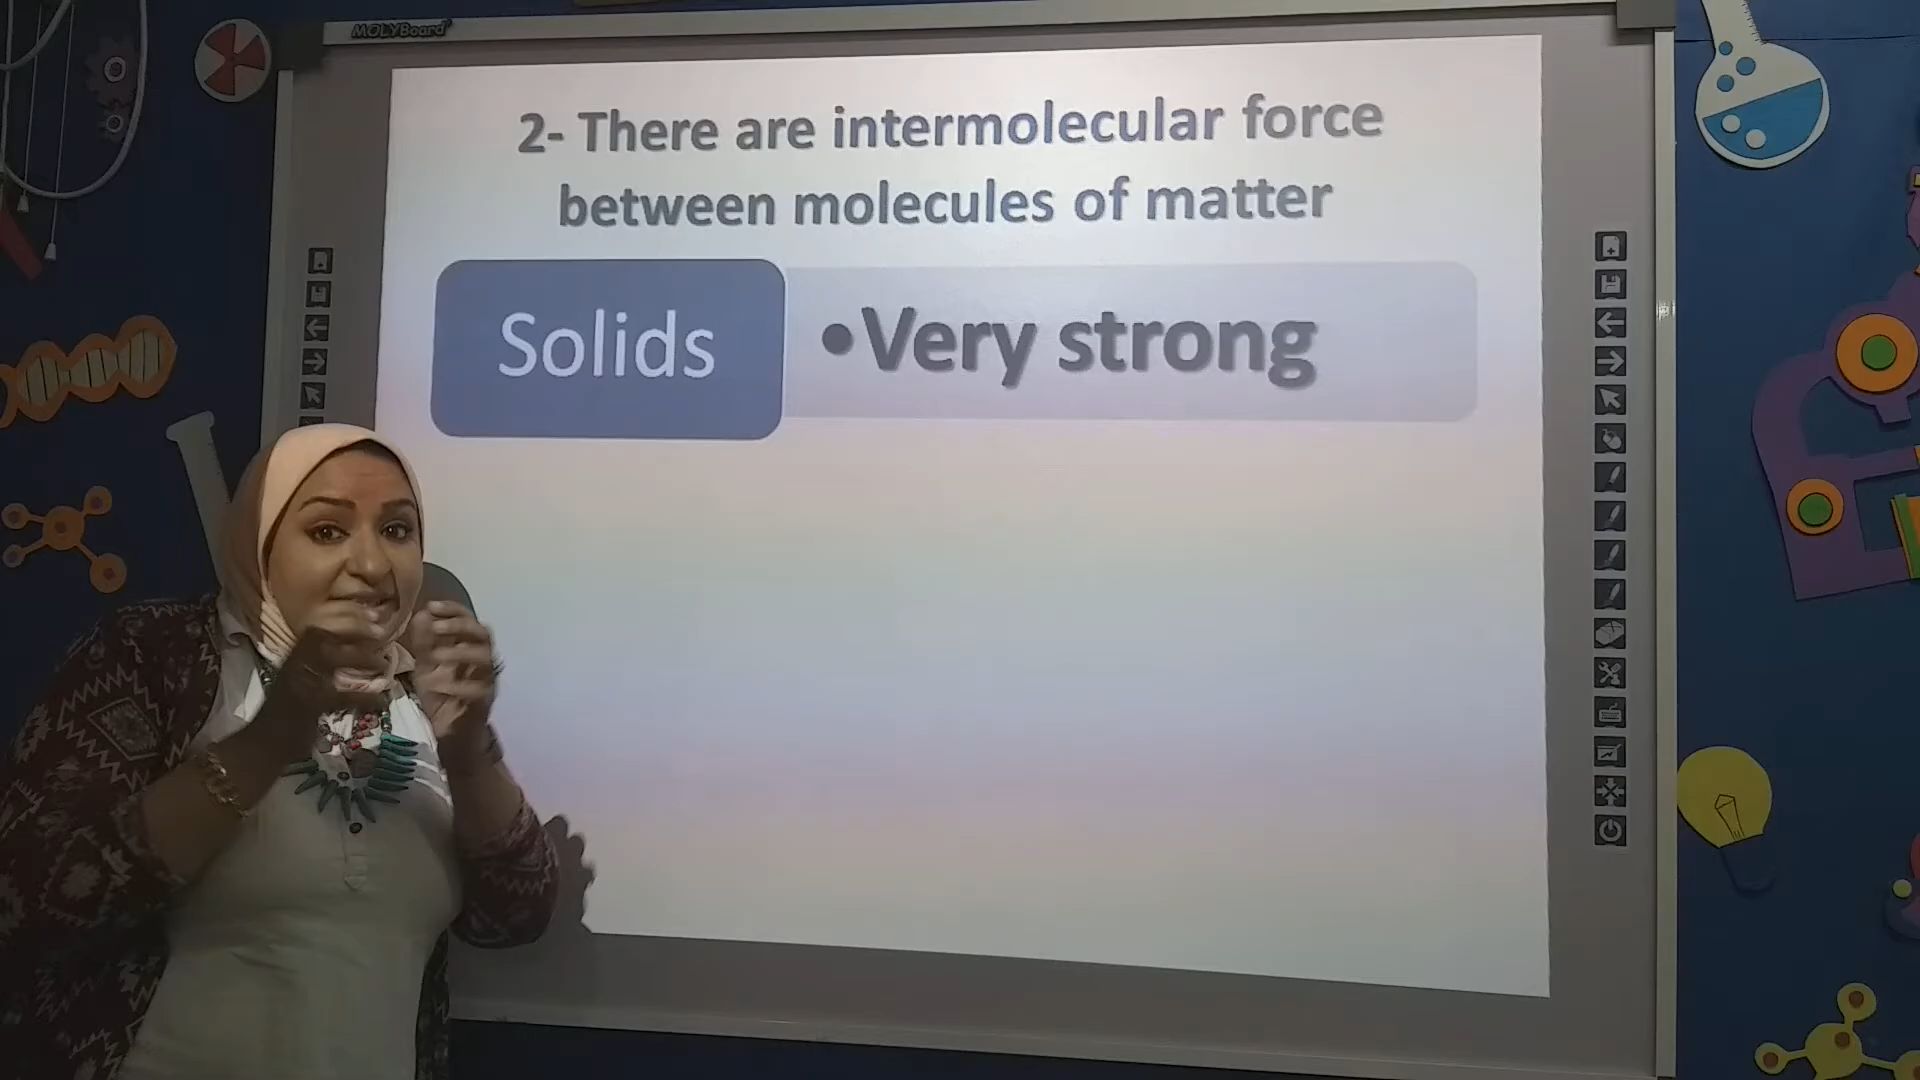 MOLYBoard
2- There are intermolecular force
between molecules of matter
Solids
•Very strong